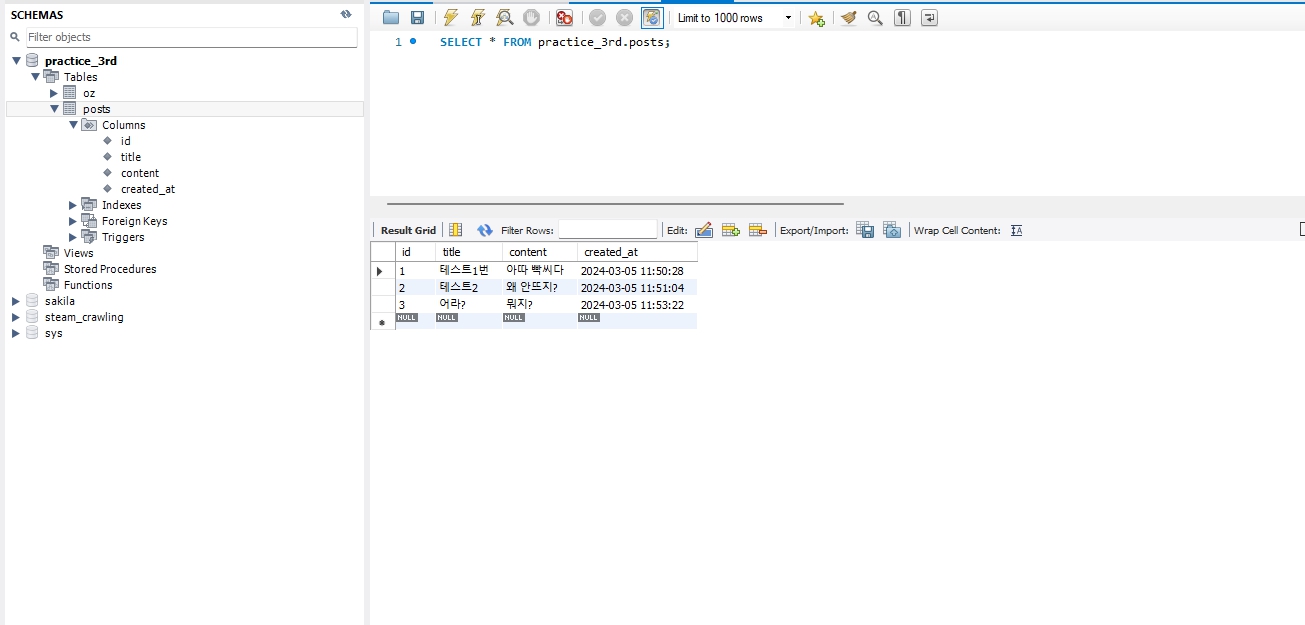 SCHEMAS
Filter objects
practice_3rd
Tables
oz
posts
Columns
id
title
content
created_at
Indexes
Foreign Keys
Triggers
Views
Stored Procedures
Functions
sakila
steam_crawling
sys
Limit to 1000 rows
1 SELECT * FROM practice_3rd.posts;
Result Grid Filter Rows: Edit: Export/Import: Wrap Cell Content:
id title content created_at
1 테스트1번 아따 빡씨다 2024-03-05 11:50:28
2 테스트2 왜 안뜨지? 2024-03-05 11:51:04
3 어라? 뭐지? 2024-03-05 11:53:22
NULL NULL NULL NULL